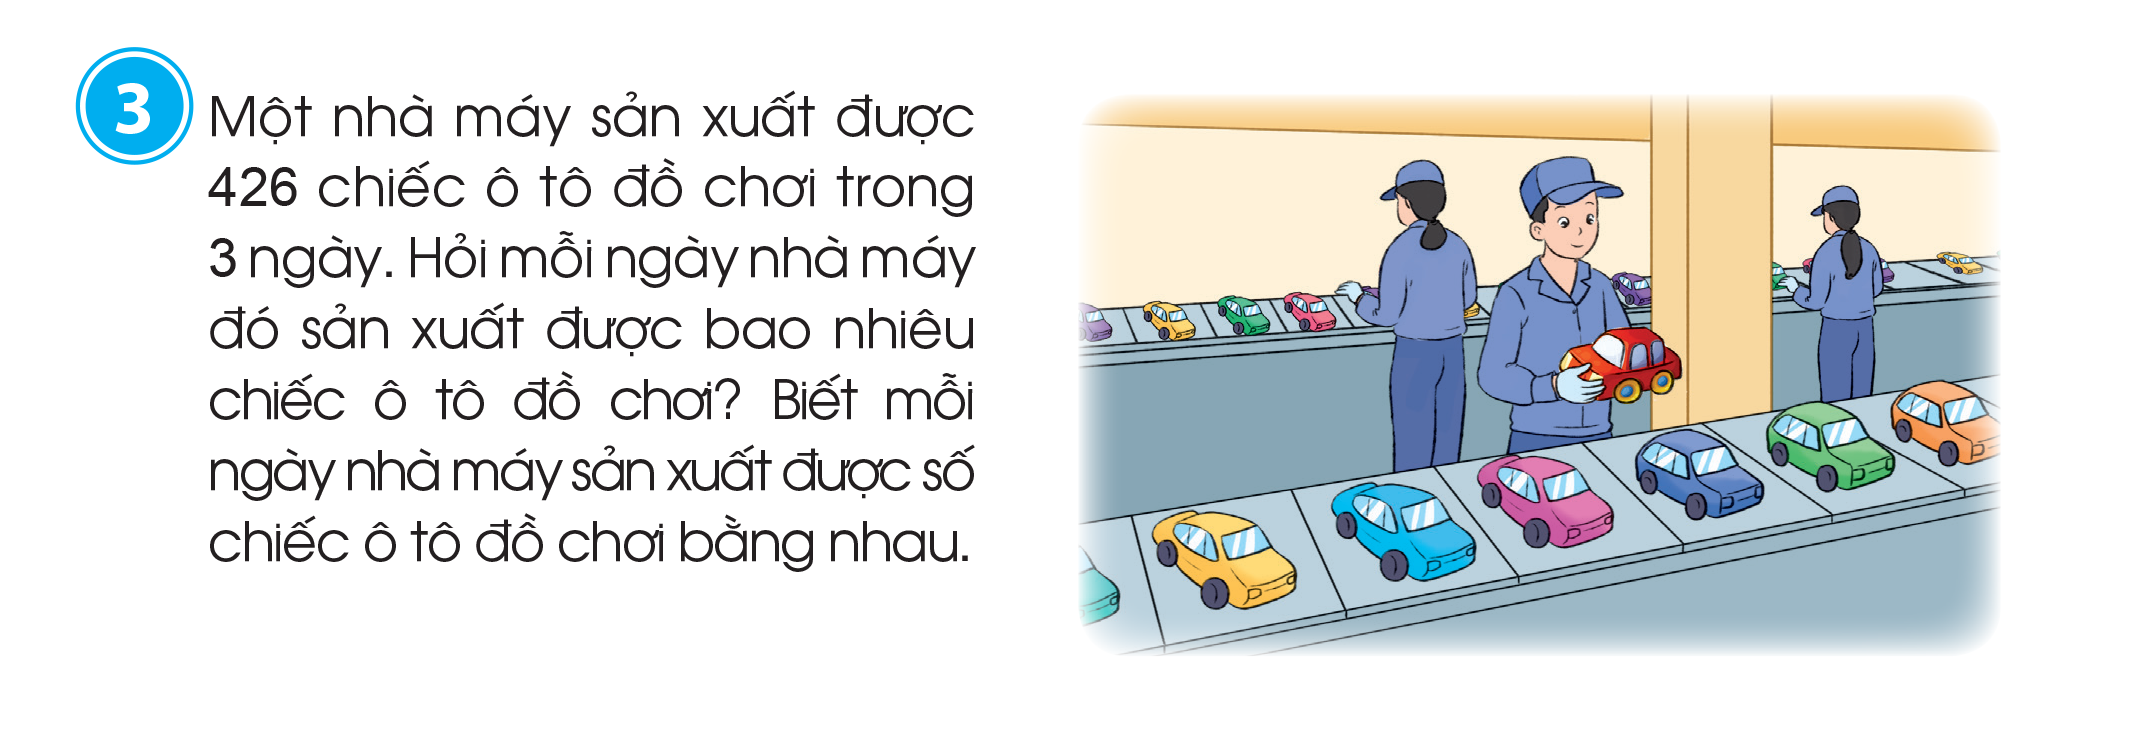 3
Một nhà máy sản xuất được
426 chiếc ô tô đồ chơi trong
3 ngày. Hỏi mỗi ngày nhà máy
đó sản xuất được bao nhiêu
chiếc ô tô đồ chơi? Biết mỗi
ngày nhà máy sản xuất được số
chiếc ô tô đồ chơi bằng nhau.